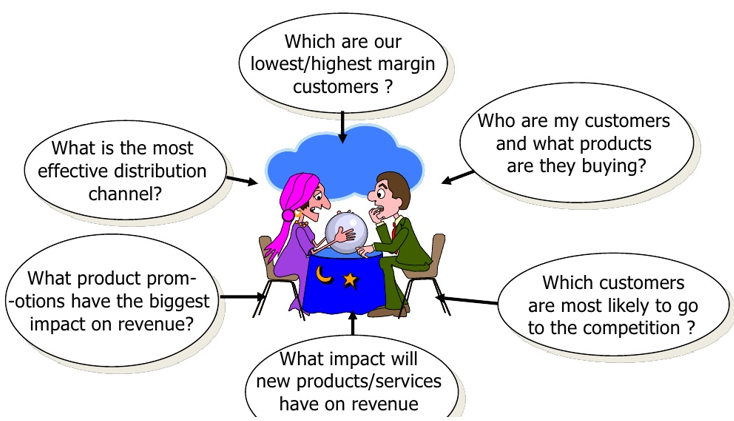 Which are our
lowest/highest margin
customers ?
Who are my customers
and what products
are they buying?
What is the most
effective distribution
channel?
What product prom-
-otions have the biggest
impact on revenue?
Which customers
are most likely to go
to the competition ?
What impact will
new products/services
have on revenue